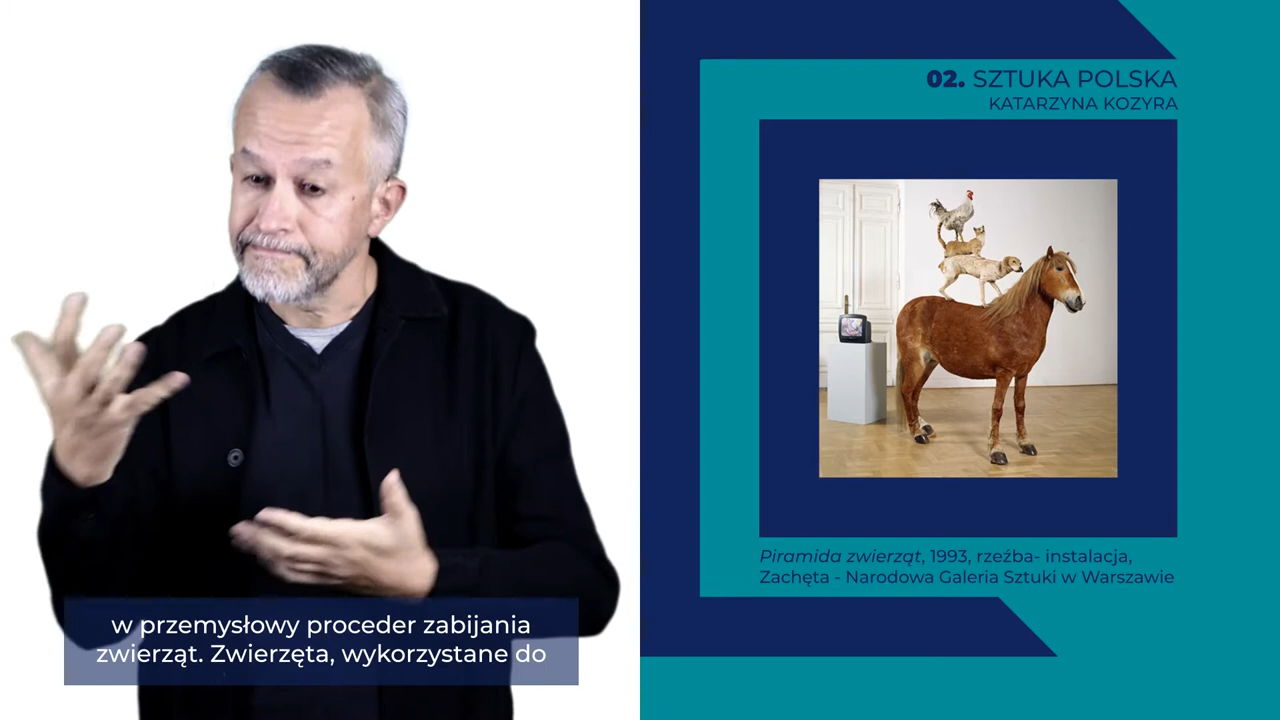 02. SZTUKA POLSKA
KATARZYNA KOZYRA
Piramida zwierząt, 1993, rzeźba- instalacja,
Zachęta - Narodowa Galeria Sztuki w Warszawie
w przemysłowy proceder zabijania
zwierząt. Zwierzęta, wykorzystane do